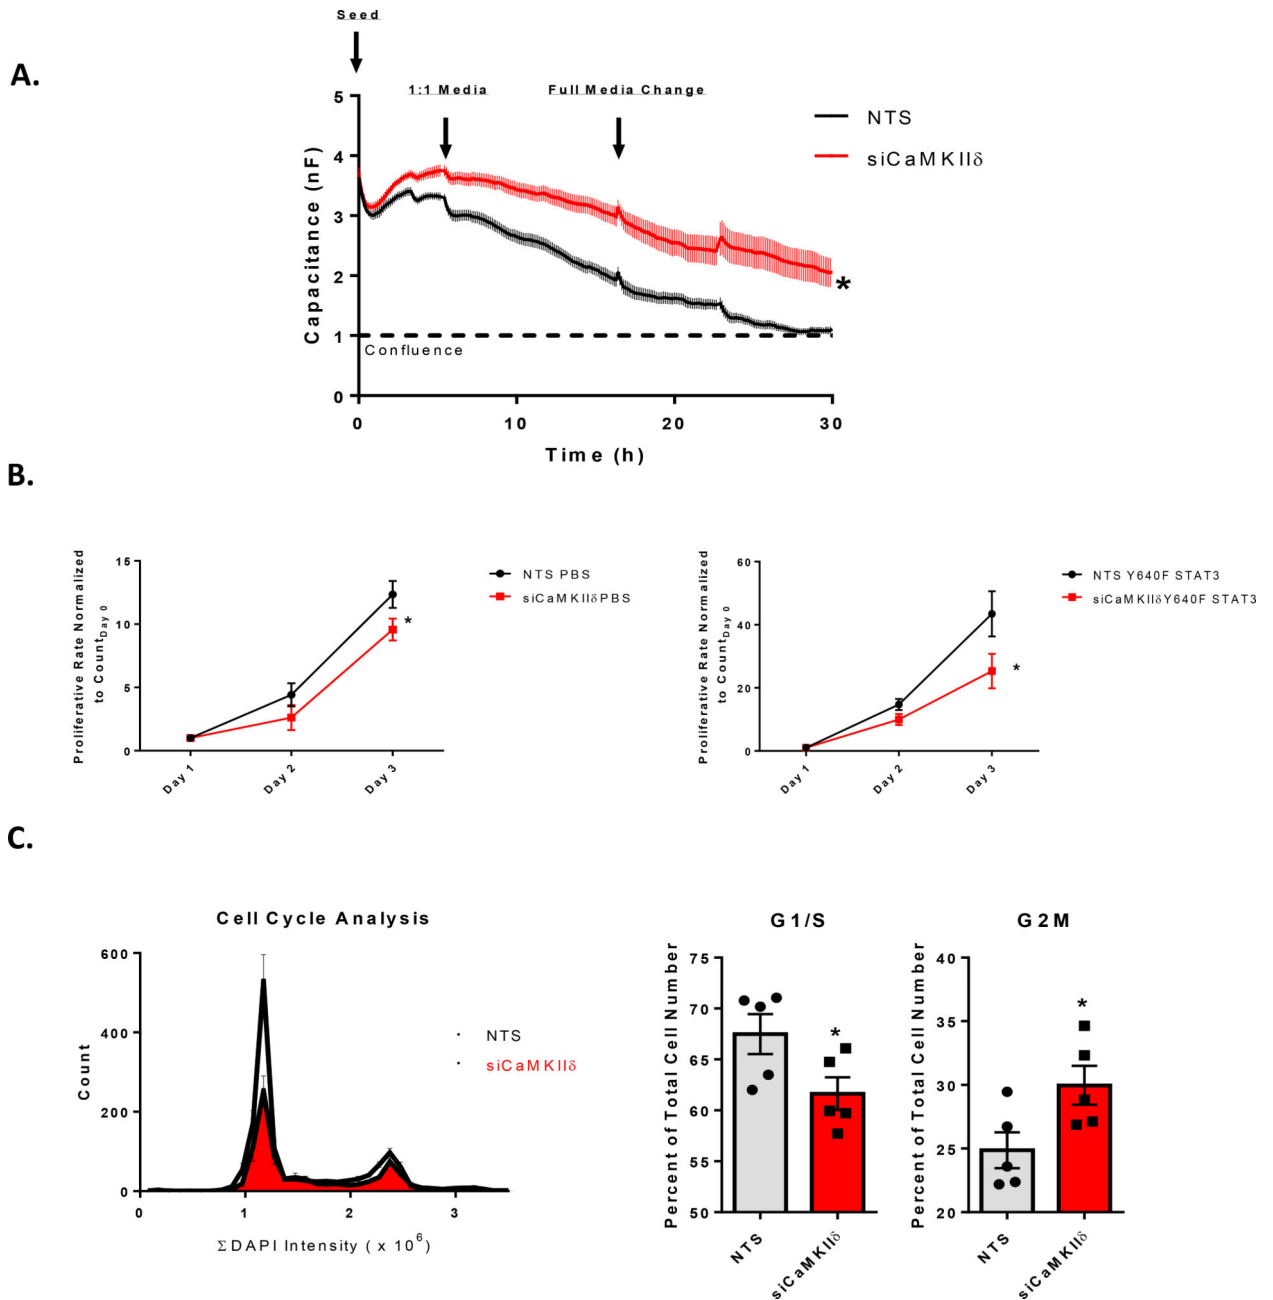 A.
Seed
1:1 Media
Full Media Change
NTS
siCaMKIIδ
Capacitance (nF)
5
4
3
2
1
0
Confluence
*
0
10
20
30
Time (h)
B.
Proliferative Rate Normalized
to Count Day 0
15
10
5
0
*
NTS PBS
siCaMKIIδPBS
Day 1
Day 2
Day 3
Proliferative Rate Normalized
to Count Day 0
60
40
20
0
*
NTS Y640F STAT3
siCaMKIIδY640F STAT3
Day 1
Day 2
Day 3
C.
Cell Cycle Analysis
Count
600
400
200
0
NTS
siCaMKIIδ
0
1
2
3
ΣDAPI Intensity ( x 10^6)
G1/S
Percent of Total Cell Number
75
70
65
60
55
50
*
NTS
siCaMKIIδ
G2M
Percent of Total Cell Number
40
35
30
25
20
*
NTS
siCaMKIIδ